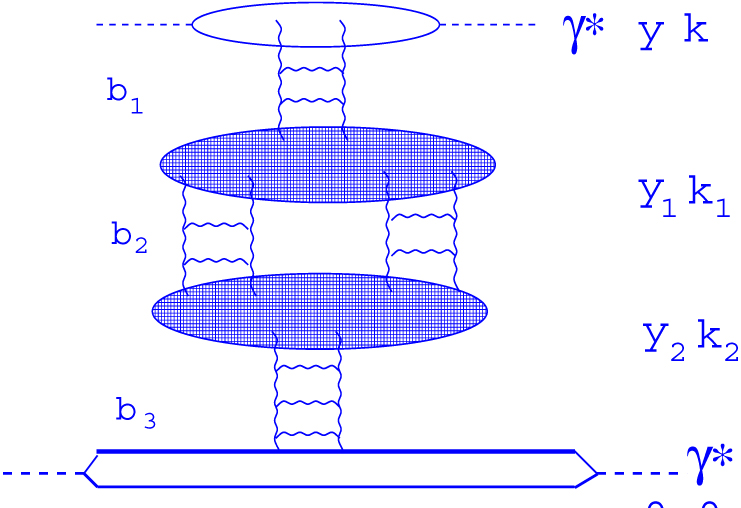 γ* y k
b₁
y₁ k₁
b₂
y₂ k₂
b₃
γ*